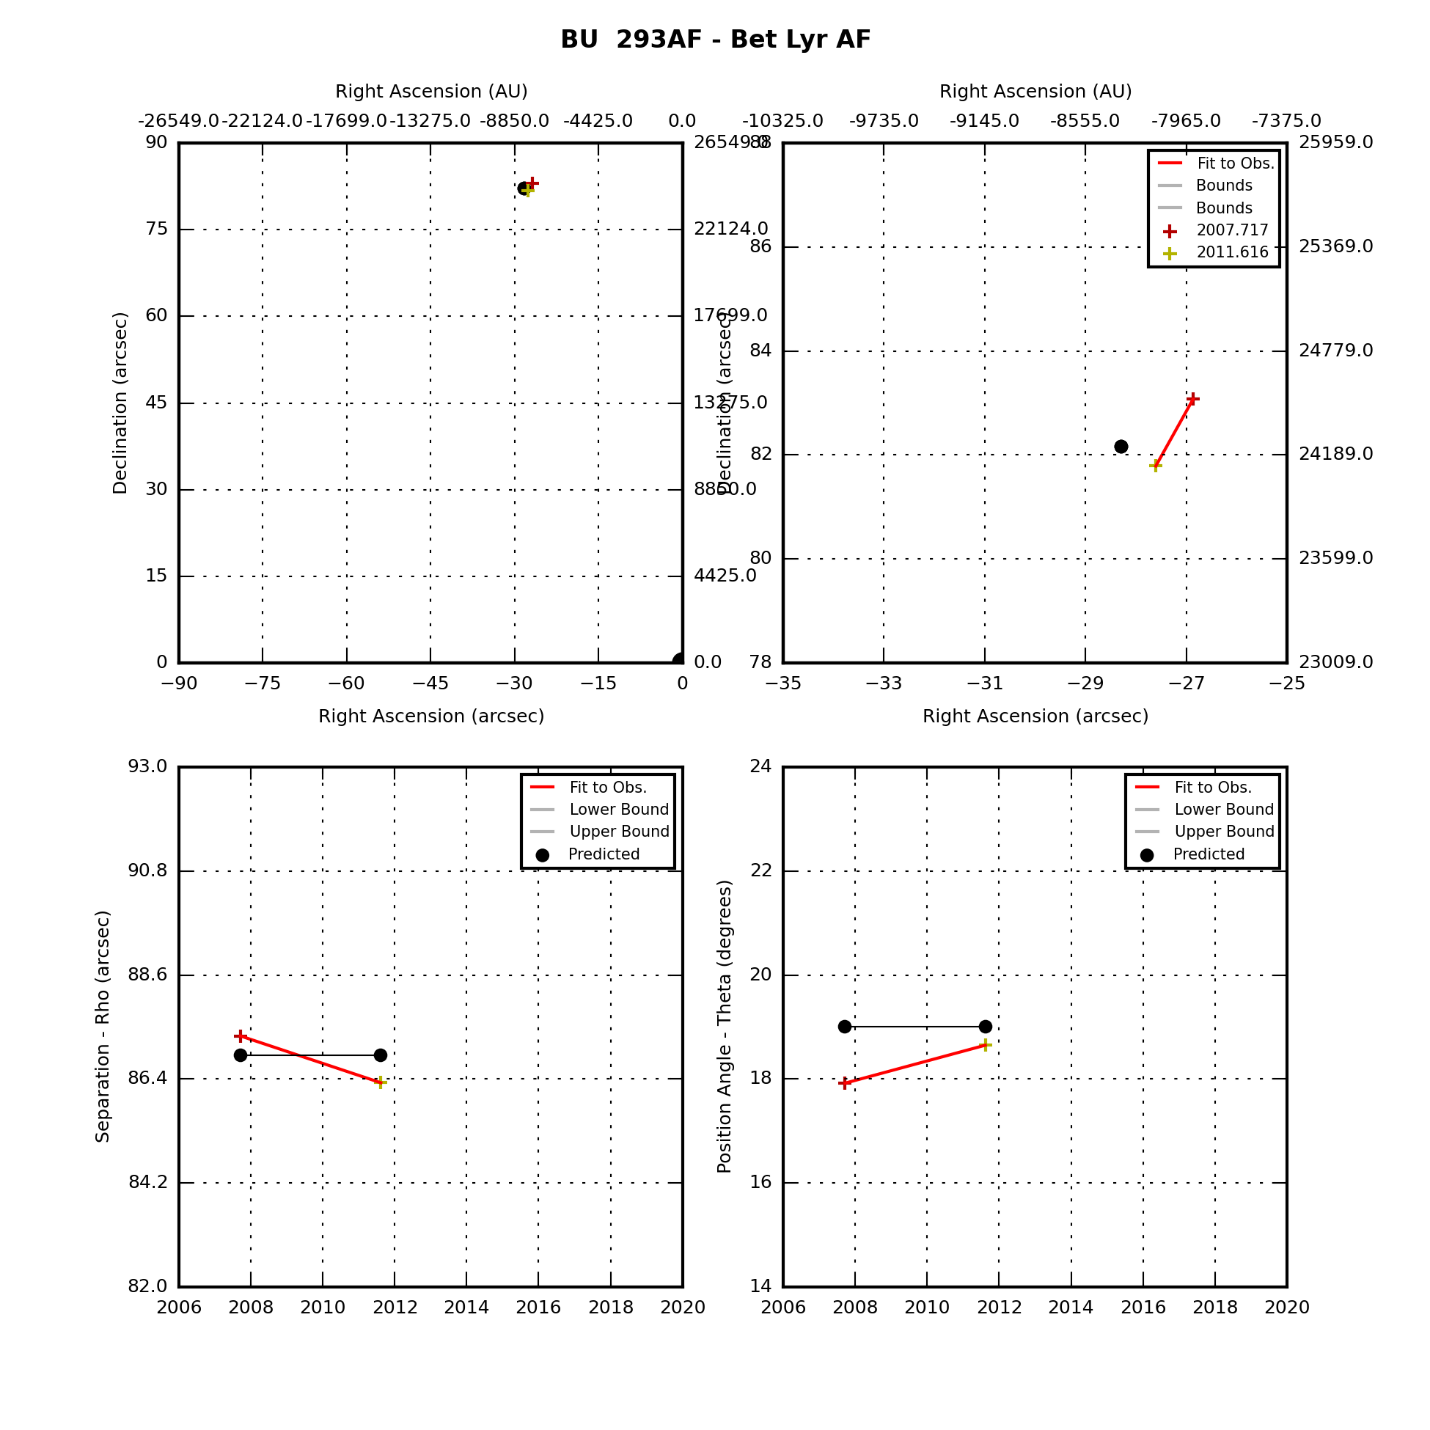 BU  293AF - Bet Lyr AF
Right Ascension (AU)
-26549.0 -22124.0 -17699.0 -13275.0 -8850.0 -4425.0 0.0
90
75
60
45
30
15
0
Declination (arcsec)
26549.0
22124.0
17699.0
13275.0
8850.0
4425.0
0.0
−90 −75 −60 −45 −30 −15 0
Right Ascension (arcsec)
Right Ascension (AU)
-10325.0 -9735.0 -9145.0 -8555.0 -7965.0 -7375.0
88
86
84
82
80
78
Declination (arcsec)
Fit to Obs.
Bounds
Bounds
2007.717
2011.616
25959.0
25369.0
24779.0
24189.0
23599.0
23009.0
−35 −33 −31 −29 −27 −25
Right Ascension (arcsec)
93.0
90.8
88.6
86.4
84.2
82.0
Separation - Rho (arcsec)
Fit to Obs.
Lower Bound
Upper Bound
Predicted
2006 2008 2010 2012 2014 2016 2018 2020
24
22
20
18
16
14
Position Angle - Theta (degrees)
Fit to Obs.
Lower Bound
Upper Bound
Predicted
2006 2008 2010 2012 2014 2016 2018 2020